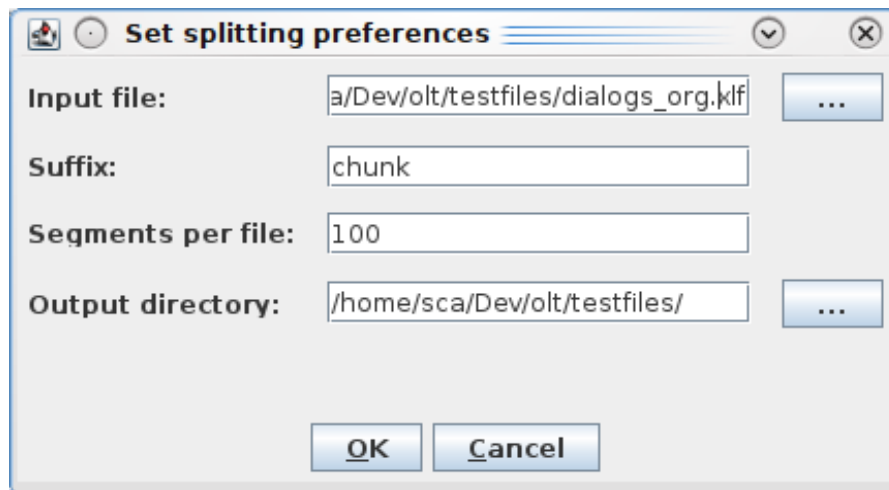 Set splitting preferences
Input file: a/Dev/olt/testfiles/dialogs_org.xlf ...
Suffix: chunk
Segments per file: 100
Output directory: /home/sca/Dev/olt/testfiles/ ...
OK Cancel